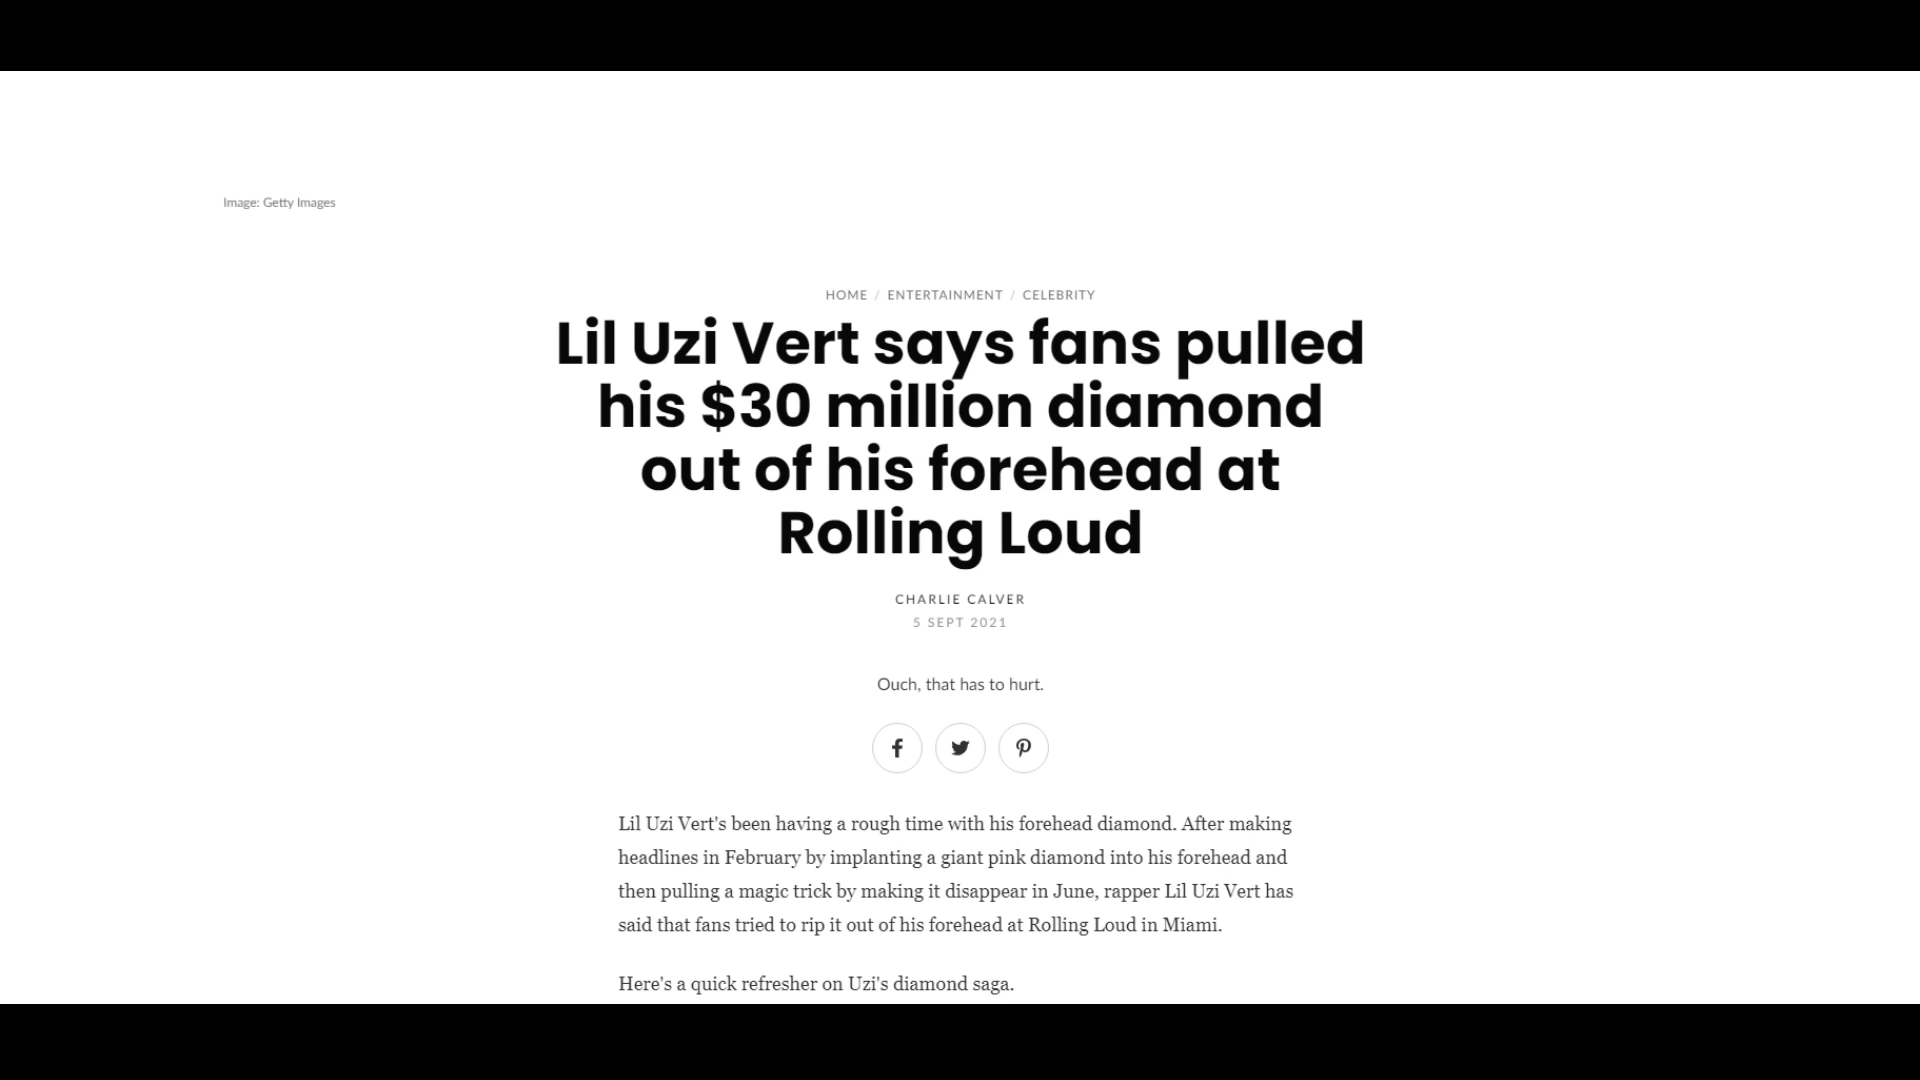 Image: Getty Images
HOME / ENTERTAINMENT / CELEBRITY
Lil Uzi Vert says fans pulled
his $30 million diamond
out of his forehead at
Rolling Loud
CHARLIE CALVER
5 SEPT 2021
Ouch, that has to hurt.
Lil Uzi Vert's been having a rough time with his forehead diamond. After making
headlines in February by implanting a giant pink diamond into his forehead and
then pulling a magic trick by making it disappear in June, rapper Lil Uzi Vert has
said that fans tried to rip it out of his forehead at Rolling Loud in Miami.
Here's a quick refresher on Uzi's diamond saga.